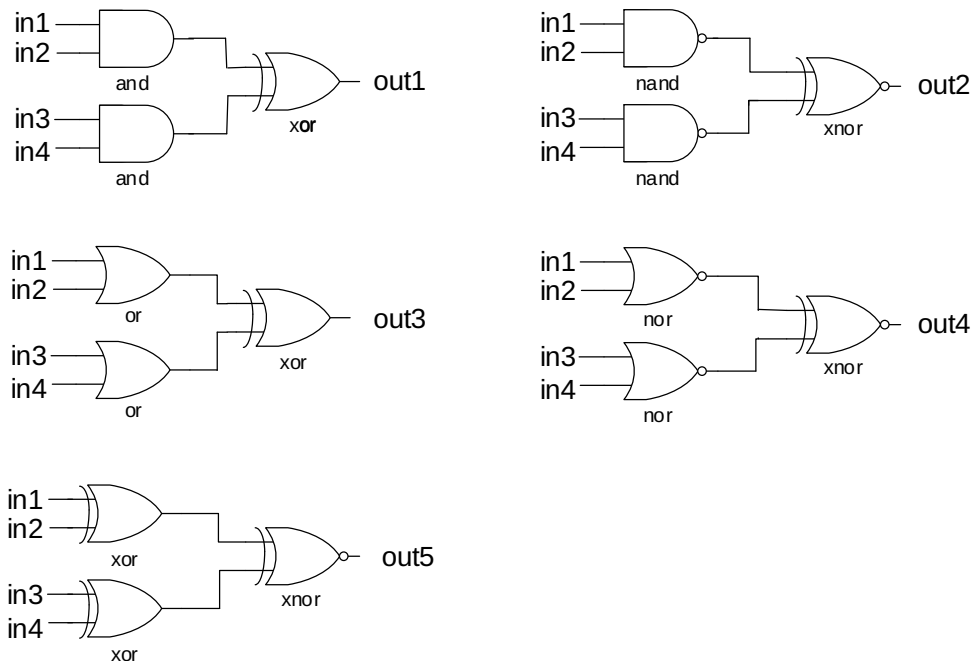 in1
in2
and
in3
in4
and
xor
out1
in1
in2
nand
in3
in4
nand
xnor
out2
in1
in2
or
in3
in4
or
xor
out3
in1
in2
nor
in3
in4
nor
xnor
out4
in1
in2
xor
in3
in4
xor
xnor
out5